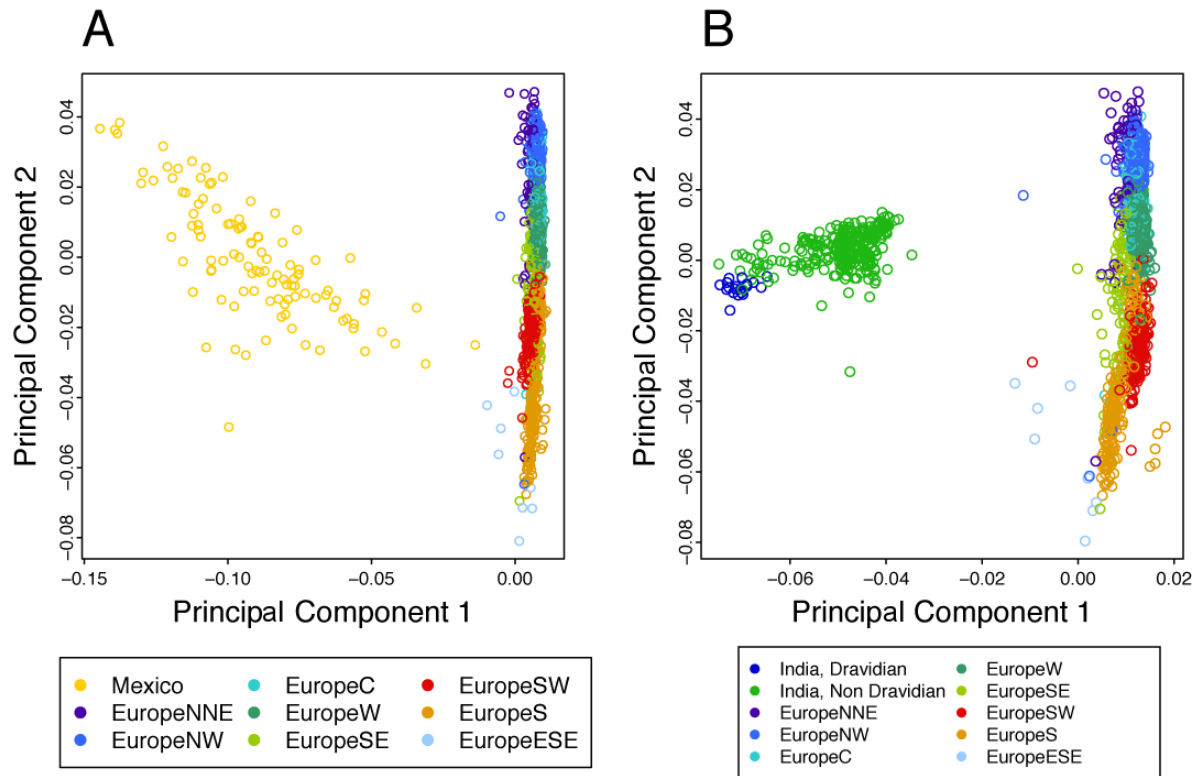 A
B
0.04
0.02
0.00
−0.02
−0.04
−0.06
−0.08
Principal Component 2
−0.15
−0.10
−0.05
0.00
Principal Component 1
0.04
0.02
0.00
−0.02
−0.04
−0.06
−0.08
Principal Component 2
−0.06
−0.04
−0.02
0.00
0.02
Principal Component 1
Mexico
EuropeNNE
EuropeNW
EuropeC
EuropeW
EuropeSE
EuropeSW
EuropeS
EuropeESE
India, Dravidian
India, Non Dravidian
EuropeNNE
EuropeNW
EuropeC
EuropeW
EuropeSE
EuropeSW
EuropeS
EuropeESE